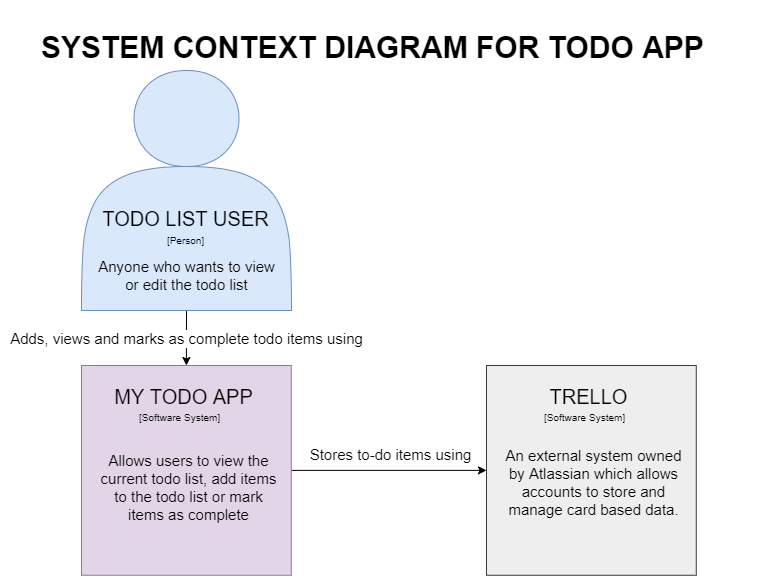 SYSTEM CONTEXT DIAGRAM FOR TODO APP
TODO LIST USER
[Person]
Anyone who wants to view
or edit the todo list
Adds, views and marks as complete todo items using
MY TODO APP
[Software System]
Allows users to view the
current todo list, add items
to the todo list or mark
items as complete
Stores to-do items using
TRELLO
[Software System]
An external system owned
by Atlassian which allows
accounts to store and
manage card based data.